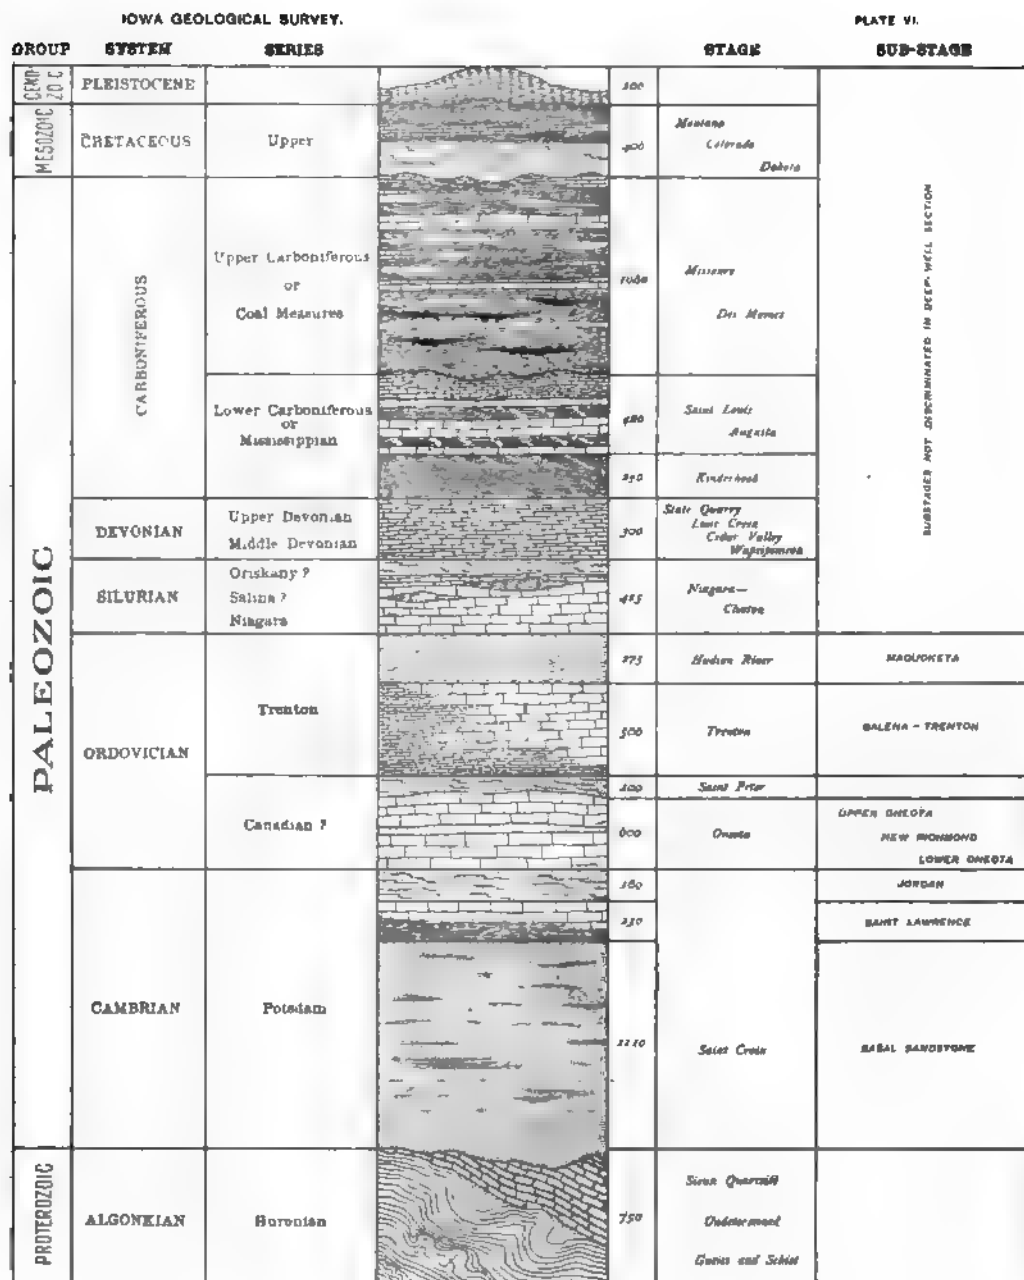 IOWA GEOLOGICAL SURVEY.
PLATE VI.
GROUP SYSTEM SERIES STAGE SUB-STAGE
CENO-
ZOIC
PLEISTOCENE
MESOZOIC
CRETACEOUS
Upper
400
Montana
Colorado
Dakota
SUBSTAGES NOT DISCRIMINATED IN DEEP-WELL SECTION
PALEOZOIC
CARBONIFEROUS
Upper Carboniferous
or
Coal Measures
Missouri
Des Moines
Lower Carboniferous
or
Mississippian
Saint Louis
Augusta
Kinderhook
DEVONIAN
Upper Devonian
Middle Devonian
300
State Quarry
Lime Creek
Cedar Valley
Wapsipinicon
SILURIAN
Oriskany ?
Salina ?
Niagara
Niagara—
ORDOVICIAN
Trenton
275
Hudson River
MAQUOKETA
500
Trenton
GALENA – TRENTON
Canadian ?
Saint Peter
600
Oneota
UPPER ONEOTA
NEW RICHMOND
LOWER ONEOTA
CAMBRIAN
Potsdam
JORDAN
SAINT LAWRENCE
Saint Croix
BASAL SANDSTONE
PROTEROZOIC
ALGONKIAN
Huronian
750
Sioux Quartzite
Undetermined
Gneiss and Schist